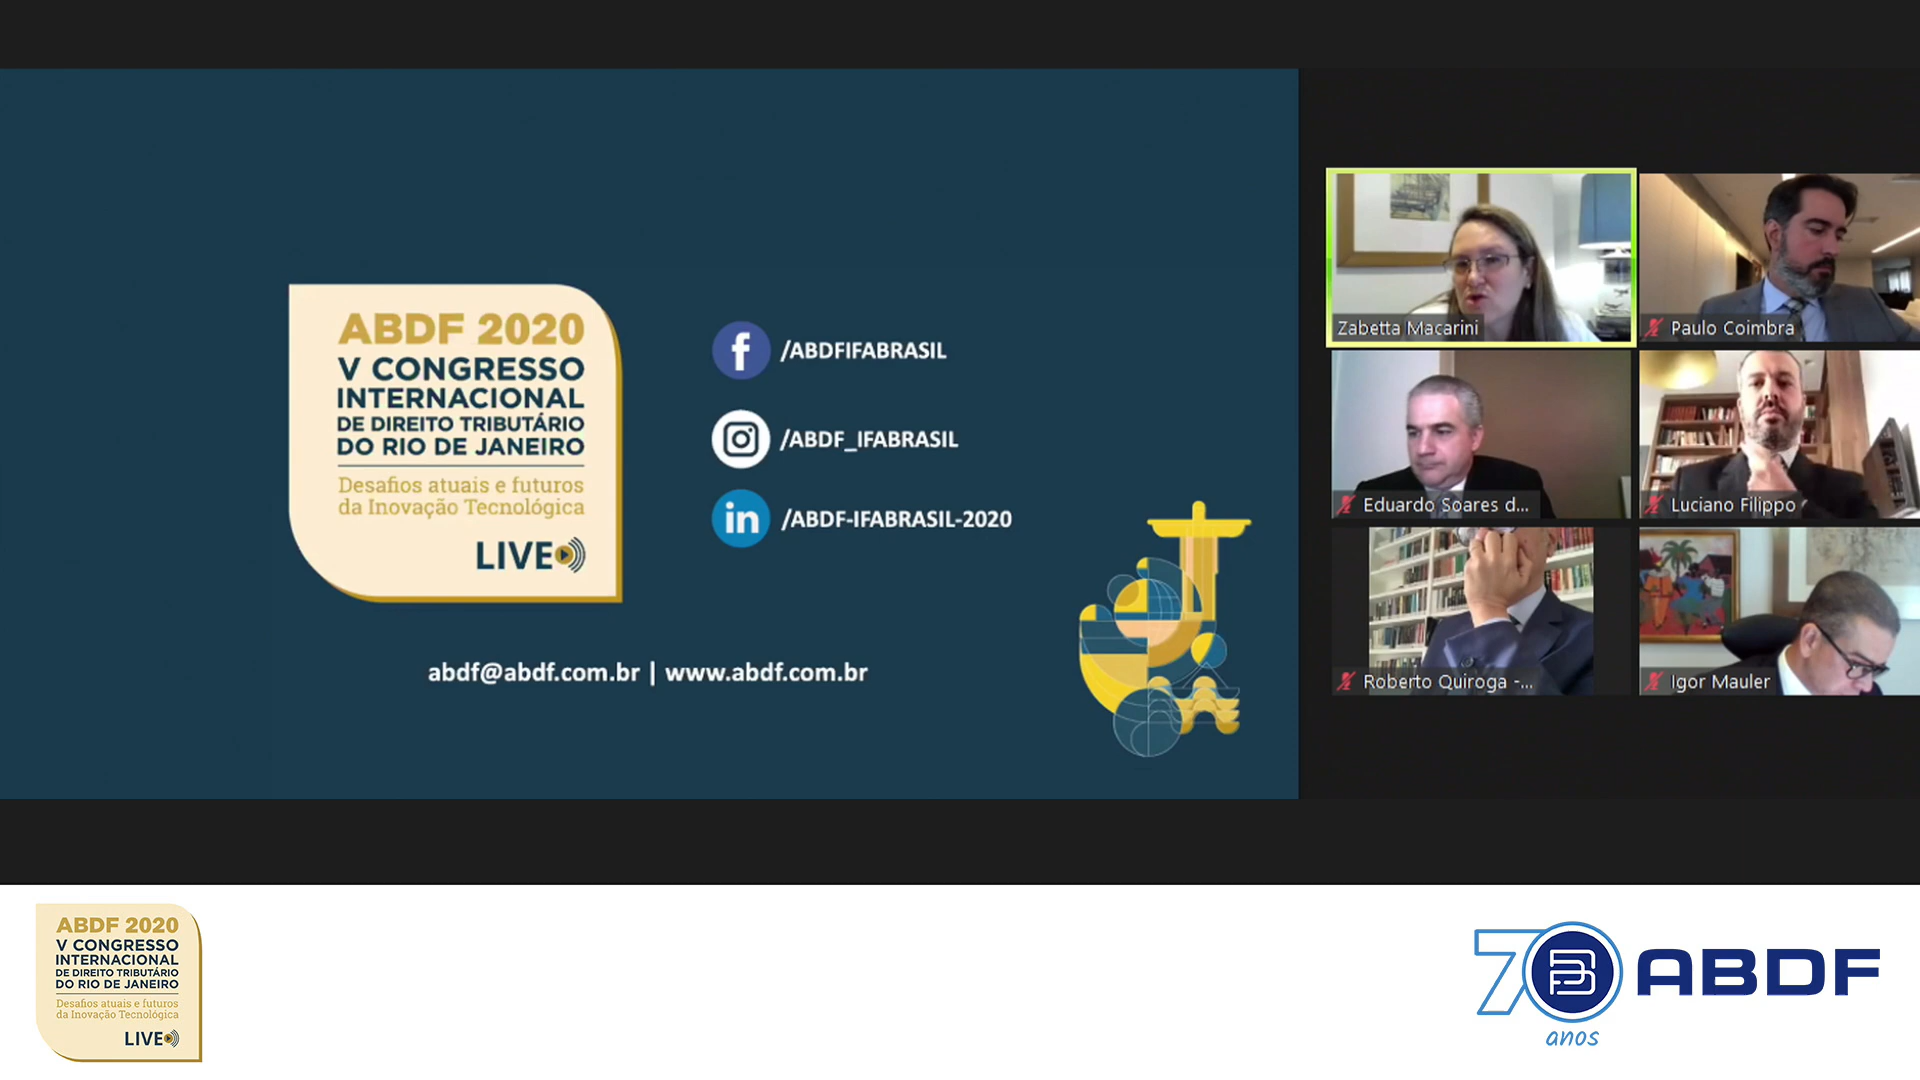 ABDF 2020
V CONGRESSO
INTERNACIONAL
DE DIREITO TRIBUTÁRIO
DO RIO DE JANEIRO
Desafios atuais e futuros
da Inovação Tecnológica
LIVE
/ABDFIFABRASIL
/ABDF_IFABRASIL
in /ABDF-IFABRASIL-2020
abdf@abdf.com.br | www.abdf.com.br
Zabetta Macarini
Paulo Coimbra
Eduardo Soares d...
Luciano Filippo
Roberto Quiroga -...
Igor Mauler
ABDF 2020
V CONGRESSO
INTERNACIONAL
DE DIREITO TRIBUTÁRIO
DO RIO DE JANEIRO
Desafios atuais e futuros
da Inovação Tecnológica
LIVE
70 ABDF
anos